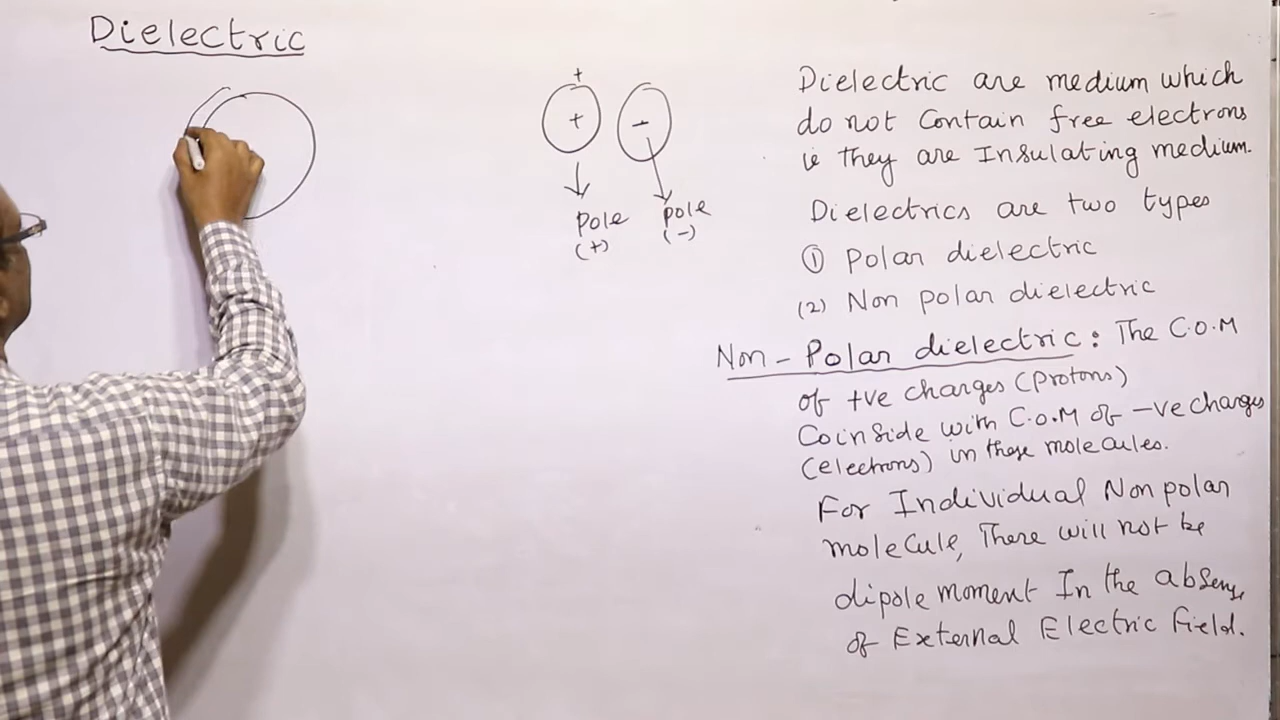 Dielectric
+
+ -
Pole pole
(+) (-)
Dielectric are medium which
do not Contain free electrons
ie they are Insulating medium.
Dielectrics are two types
① Polar dielectric
(2) Non polar dielectric
Non - Polar dielectric : The C.O.M
of +ve charges (Protons)
Coinside with C.O.M of -ve charges
(electrons) in these molecules.
For Individual Non polar
molecule, There will not be
dipole moment In the absense
of External Electric Field.